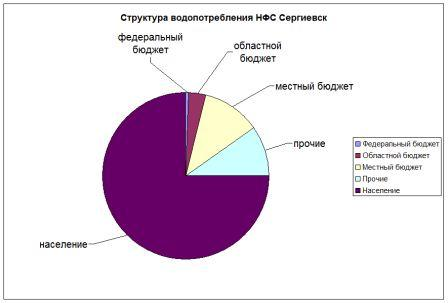 Структура водопотребления НФС Сергиевск
федеральный
бюджет
областной
бюджет
местный бюджет
прочие
население
Федеральный бюджет
Областной бюджет
Местный бюджет
Прочие
Население